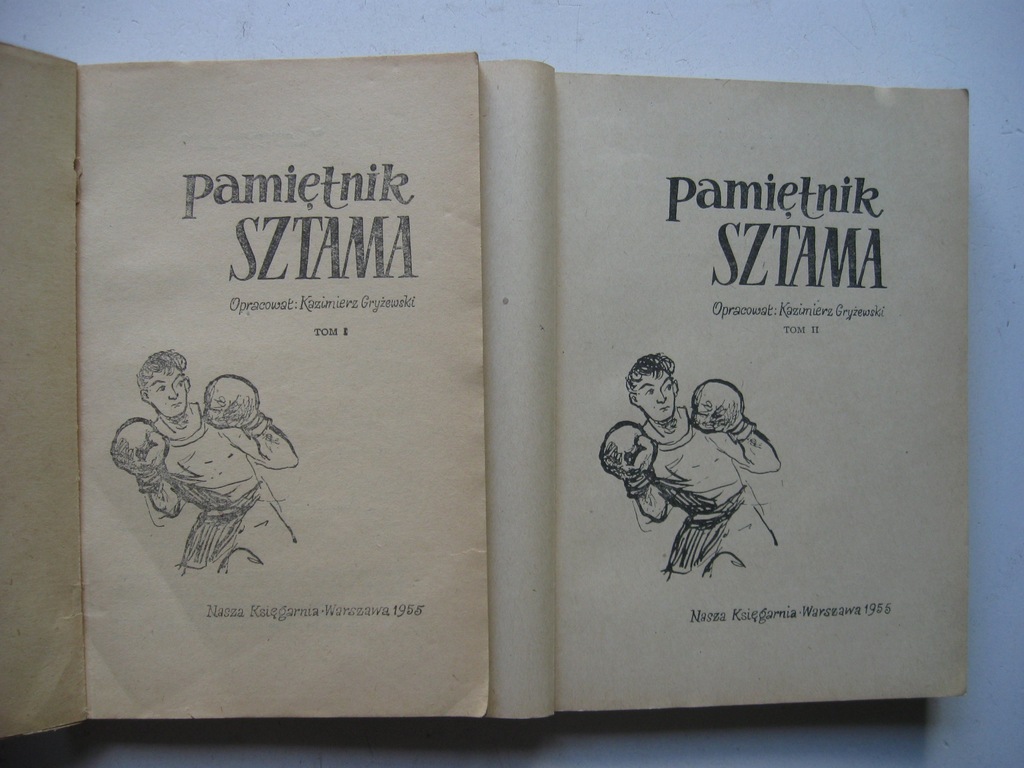 Pamiętnik
SZTAMA
Opracował: Kazimierz Gryżewski
TOM I
Nasza Księgarnia · Warszawa 1955
Pamiętnik
SZTAMA
Opracował: Kazimierz Gryżewski
TOM II
Nasza Księgarnia · Warszawa 1955